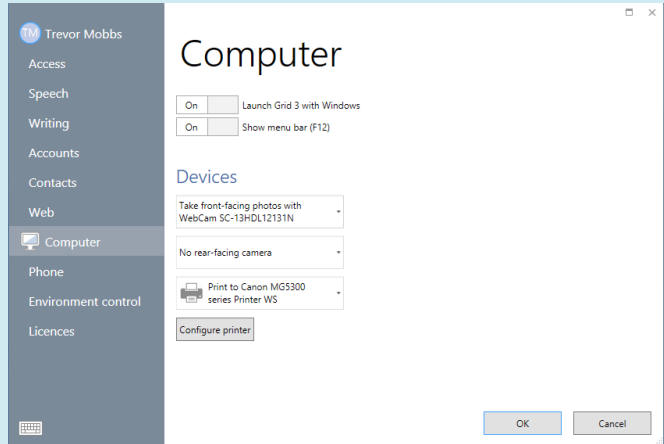 TM Trevor Mobbs
Access
Speech
Writing
Accounts
Contacts
Web
Computer
Phone
Environment control
Licences
Computer
On Launch Grid 3 with Windows
On Show menu bar (F12)
Devices
Take front-facing photos with
WebCam SC-13HDL12131N
No rear-facing camera
Print to Canon MG5300
series Printer WS
Configure printer
OK Cancel